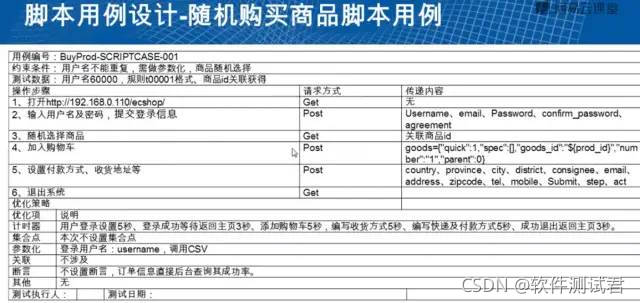 脚本用例设计-随机购买商品脚本用例
云课堂
用例编号：BuyProd-SCRIPTCASE-001
约束条件：用户名不能重复，需做参数化，商品随机选择
测试数据：用户名60000，规则t00001格式、商品id关联获得
操作步骤 请求方式 传递内容
1、打开http://192.168.0.110/ecshop/ Get 无
2、输入用户名及密码，提交登录信息 Post Username、email、Password、confirm_password、
agreement
3、随机选择商品 Get 关联商品id
4、加入购物车 Post goods={"quick":1,"spec":[],"goods_id":"${prod_id}","num
ber":"1","parent":0}
5、设置付款方式、收货地址等 Post country、province、city、district、consignee、email、
address、zipcode、tel、mobile、Submit、step、act
6、退出系统 Get
优化策略
优化项 说明
计时器 用户登录设置5秒、登录成功等待返回主页3秒。添加购物车5秒，编写收货方式5秒、编写快递及付款方式5秒、成功退出返回主页3秒。
集合点 本次不设置集合点
参数化 登录用户名：username，调用CSV
关联 不涉及
断言 不设置断言，订单信息直接后台查询其成功率。
其他 无
测试执行人： 测试日期：
CSDN @软件测试君